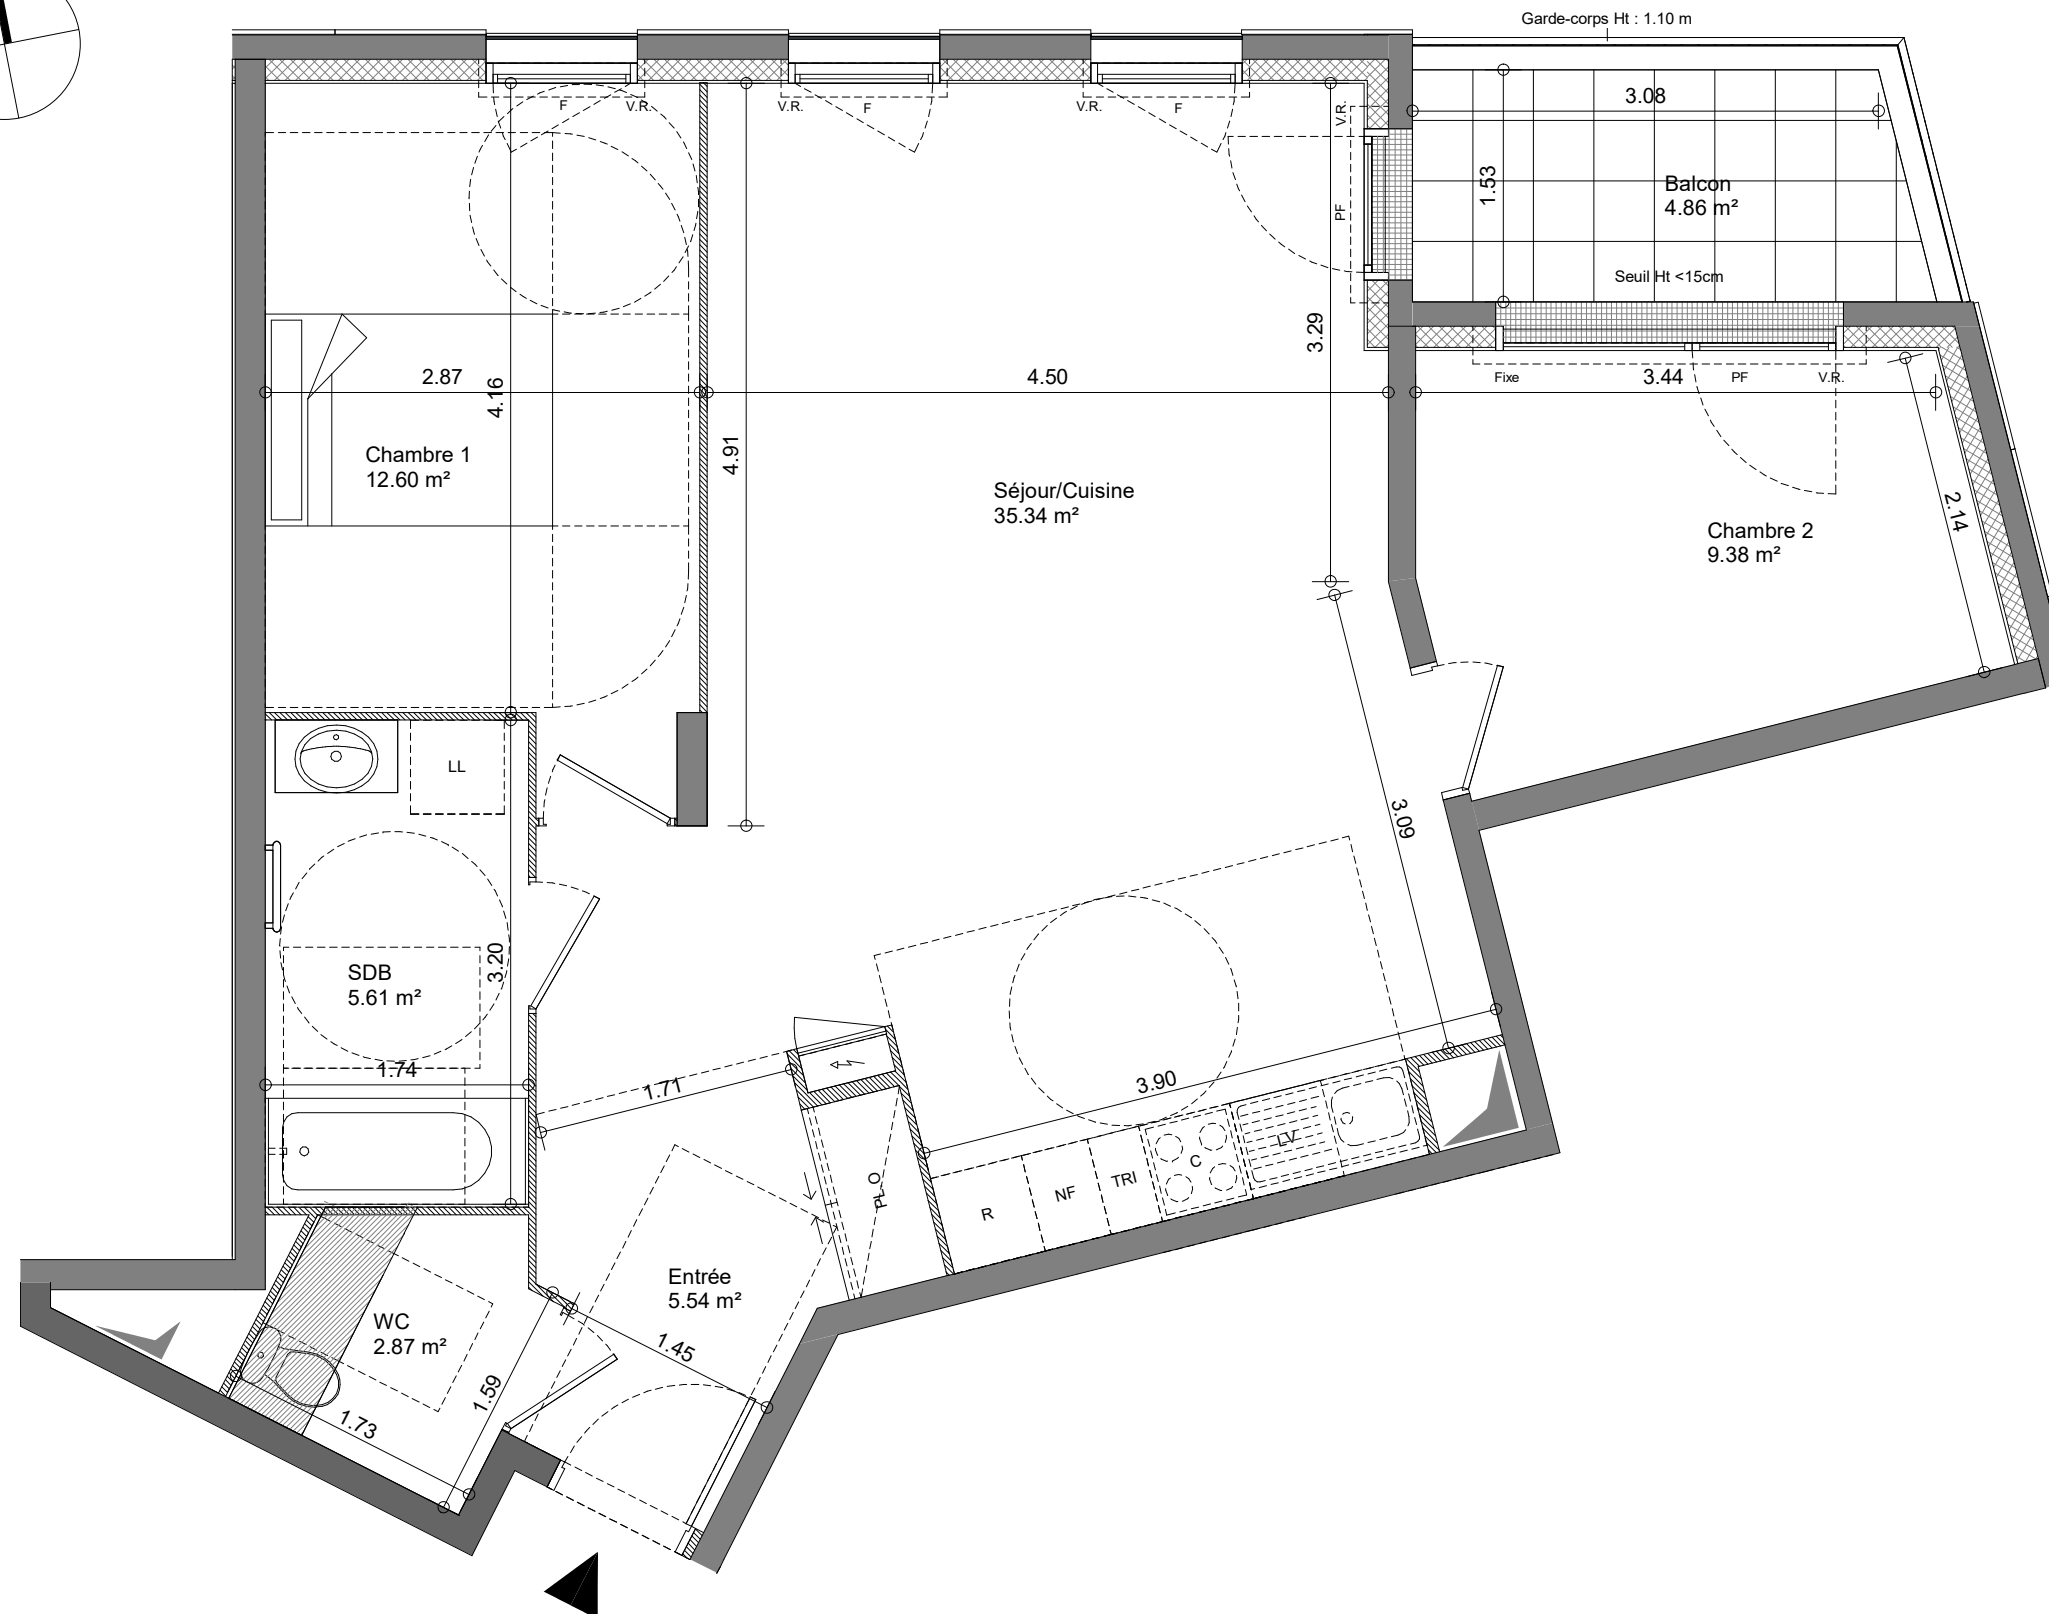 Garde-corps Ht : 1.10 m
F
V.R.
V.R.
F
V.R.
F
V.R.
PF
3.08
1.53
Balcon
4.86 m²
Seuil Ht <15cm
3.29
2.87
4.16
4.50
Fixe
3.44
PF
V.R.
4.91
Chambre 1
12.60 m²
Séjour/Cuisine
35.34 m²
Chambre 2
9.38 m²
2.14
LL
3.09
SDB
5.61 m²
3.20
1.74
1.71
3.90
PLO
R
NF
TRI
C
LV
Entrée
5.54 m²
WC
2.87 m²
1.45
1.59
1.73